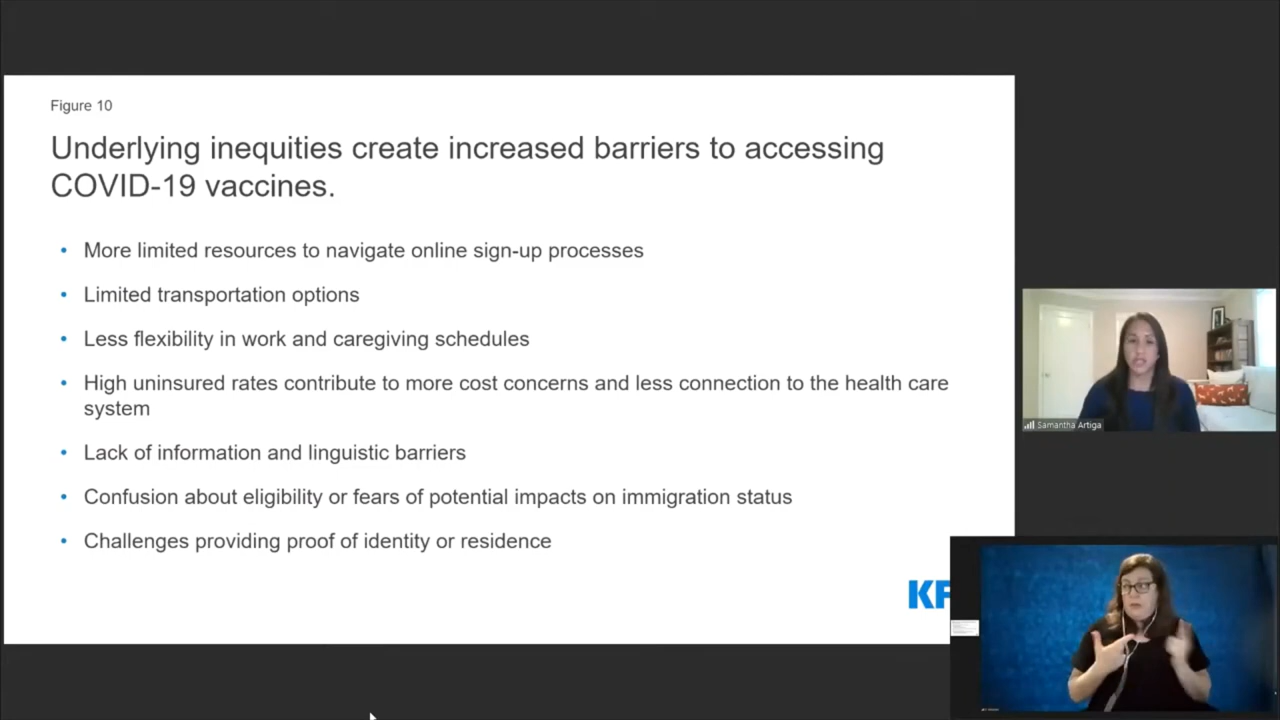 Figure 10
Underlying inequities create increased barriers to accessing
COVID-19 vaccines.
• More limited resources to navigate online sign-up processes
• Limited transportation options
• Less flexibility in work and caregiving schedules
• High uninsured rates contribute to more cost concerns and less connection to the health care
system
• Lack of information and linguistic barriers
• Confusion about eligibility or fears of potential impacts on immigration status
• Challenges providing proof of identity or residence
KF
Samantha Artiga